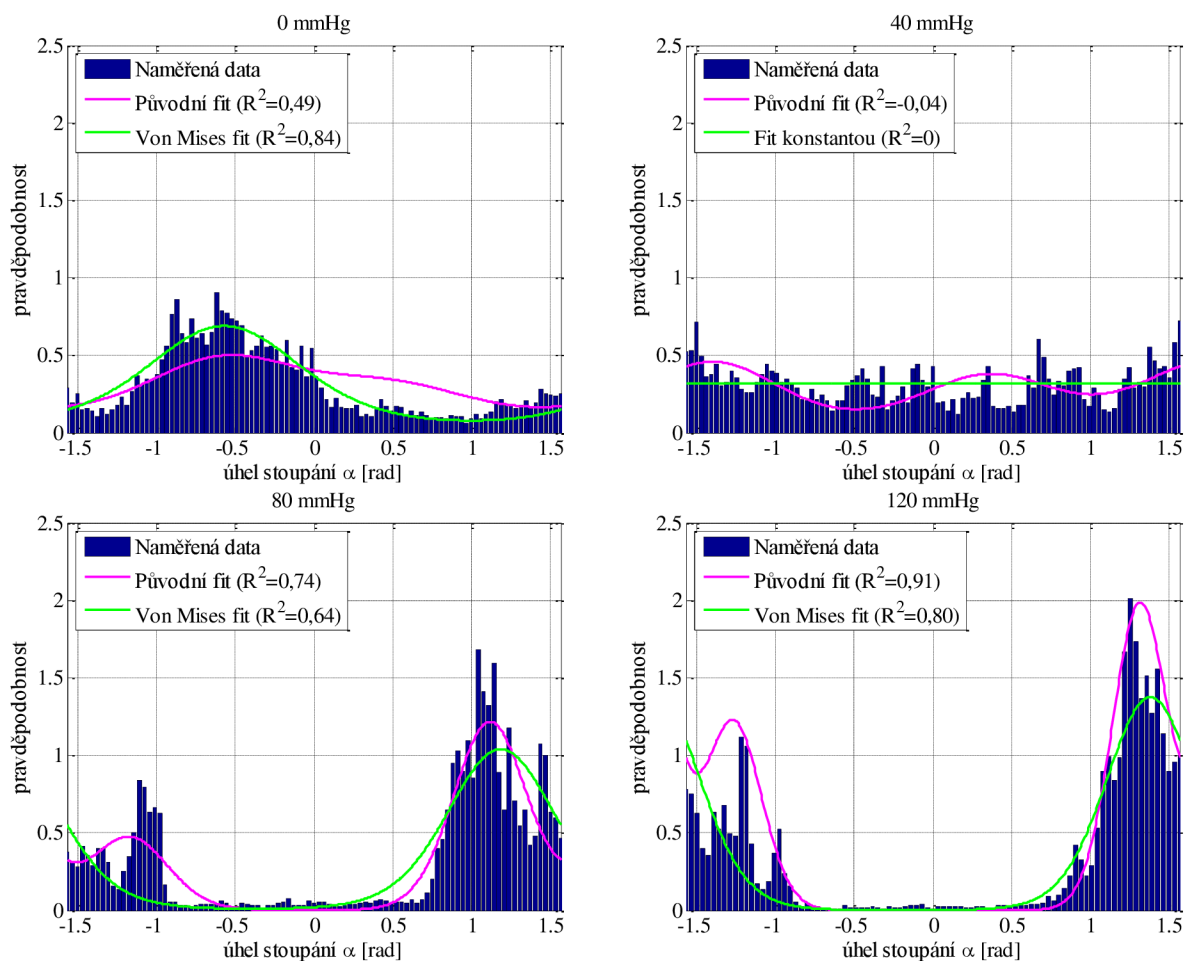 0 mmHg
2.5
2
1.5
1
0.5
0
pravděpodobnost
Naměřená data
Původní fit (R²=0,49)
Von Mises fit (R²=0,84)
-1.5 -1 -0.5 0 0.5 1 1.5
úhel stoupání α [rad]
40 mmHg
2.5
2
1.5
1
0.5
0
pravděpodobnost
Naměřená data
Původní fit (R²=-0,04)
Fit konstantou (R²=0)
-1.5 -1 -0.5 0 0.5 1 1.5
úhel stoupání α [rad]
80 mmHg
2.5
2
1.5
1
0.5
0
pravděpodobnost
Naměřená data
Původní fit (R²=0,74)
Von Mises fit (R²=0,64)
-1.5 -1 -0.5 0 0.5 1 1.5
úhel stoupání α [rad]
120 mmHg
2.5
2
1.5
1
0.5
0
pravděpodobnost
Naměřená data
Původní fit (R²=0,91)
Von Mises fit (R²=0,80)
-1.5 -1 -0.5 0 0.5 1 1.5
úhel stoupání α [rad]